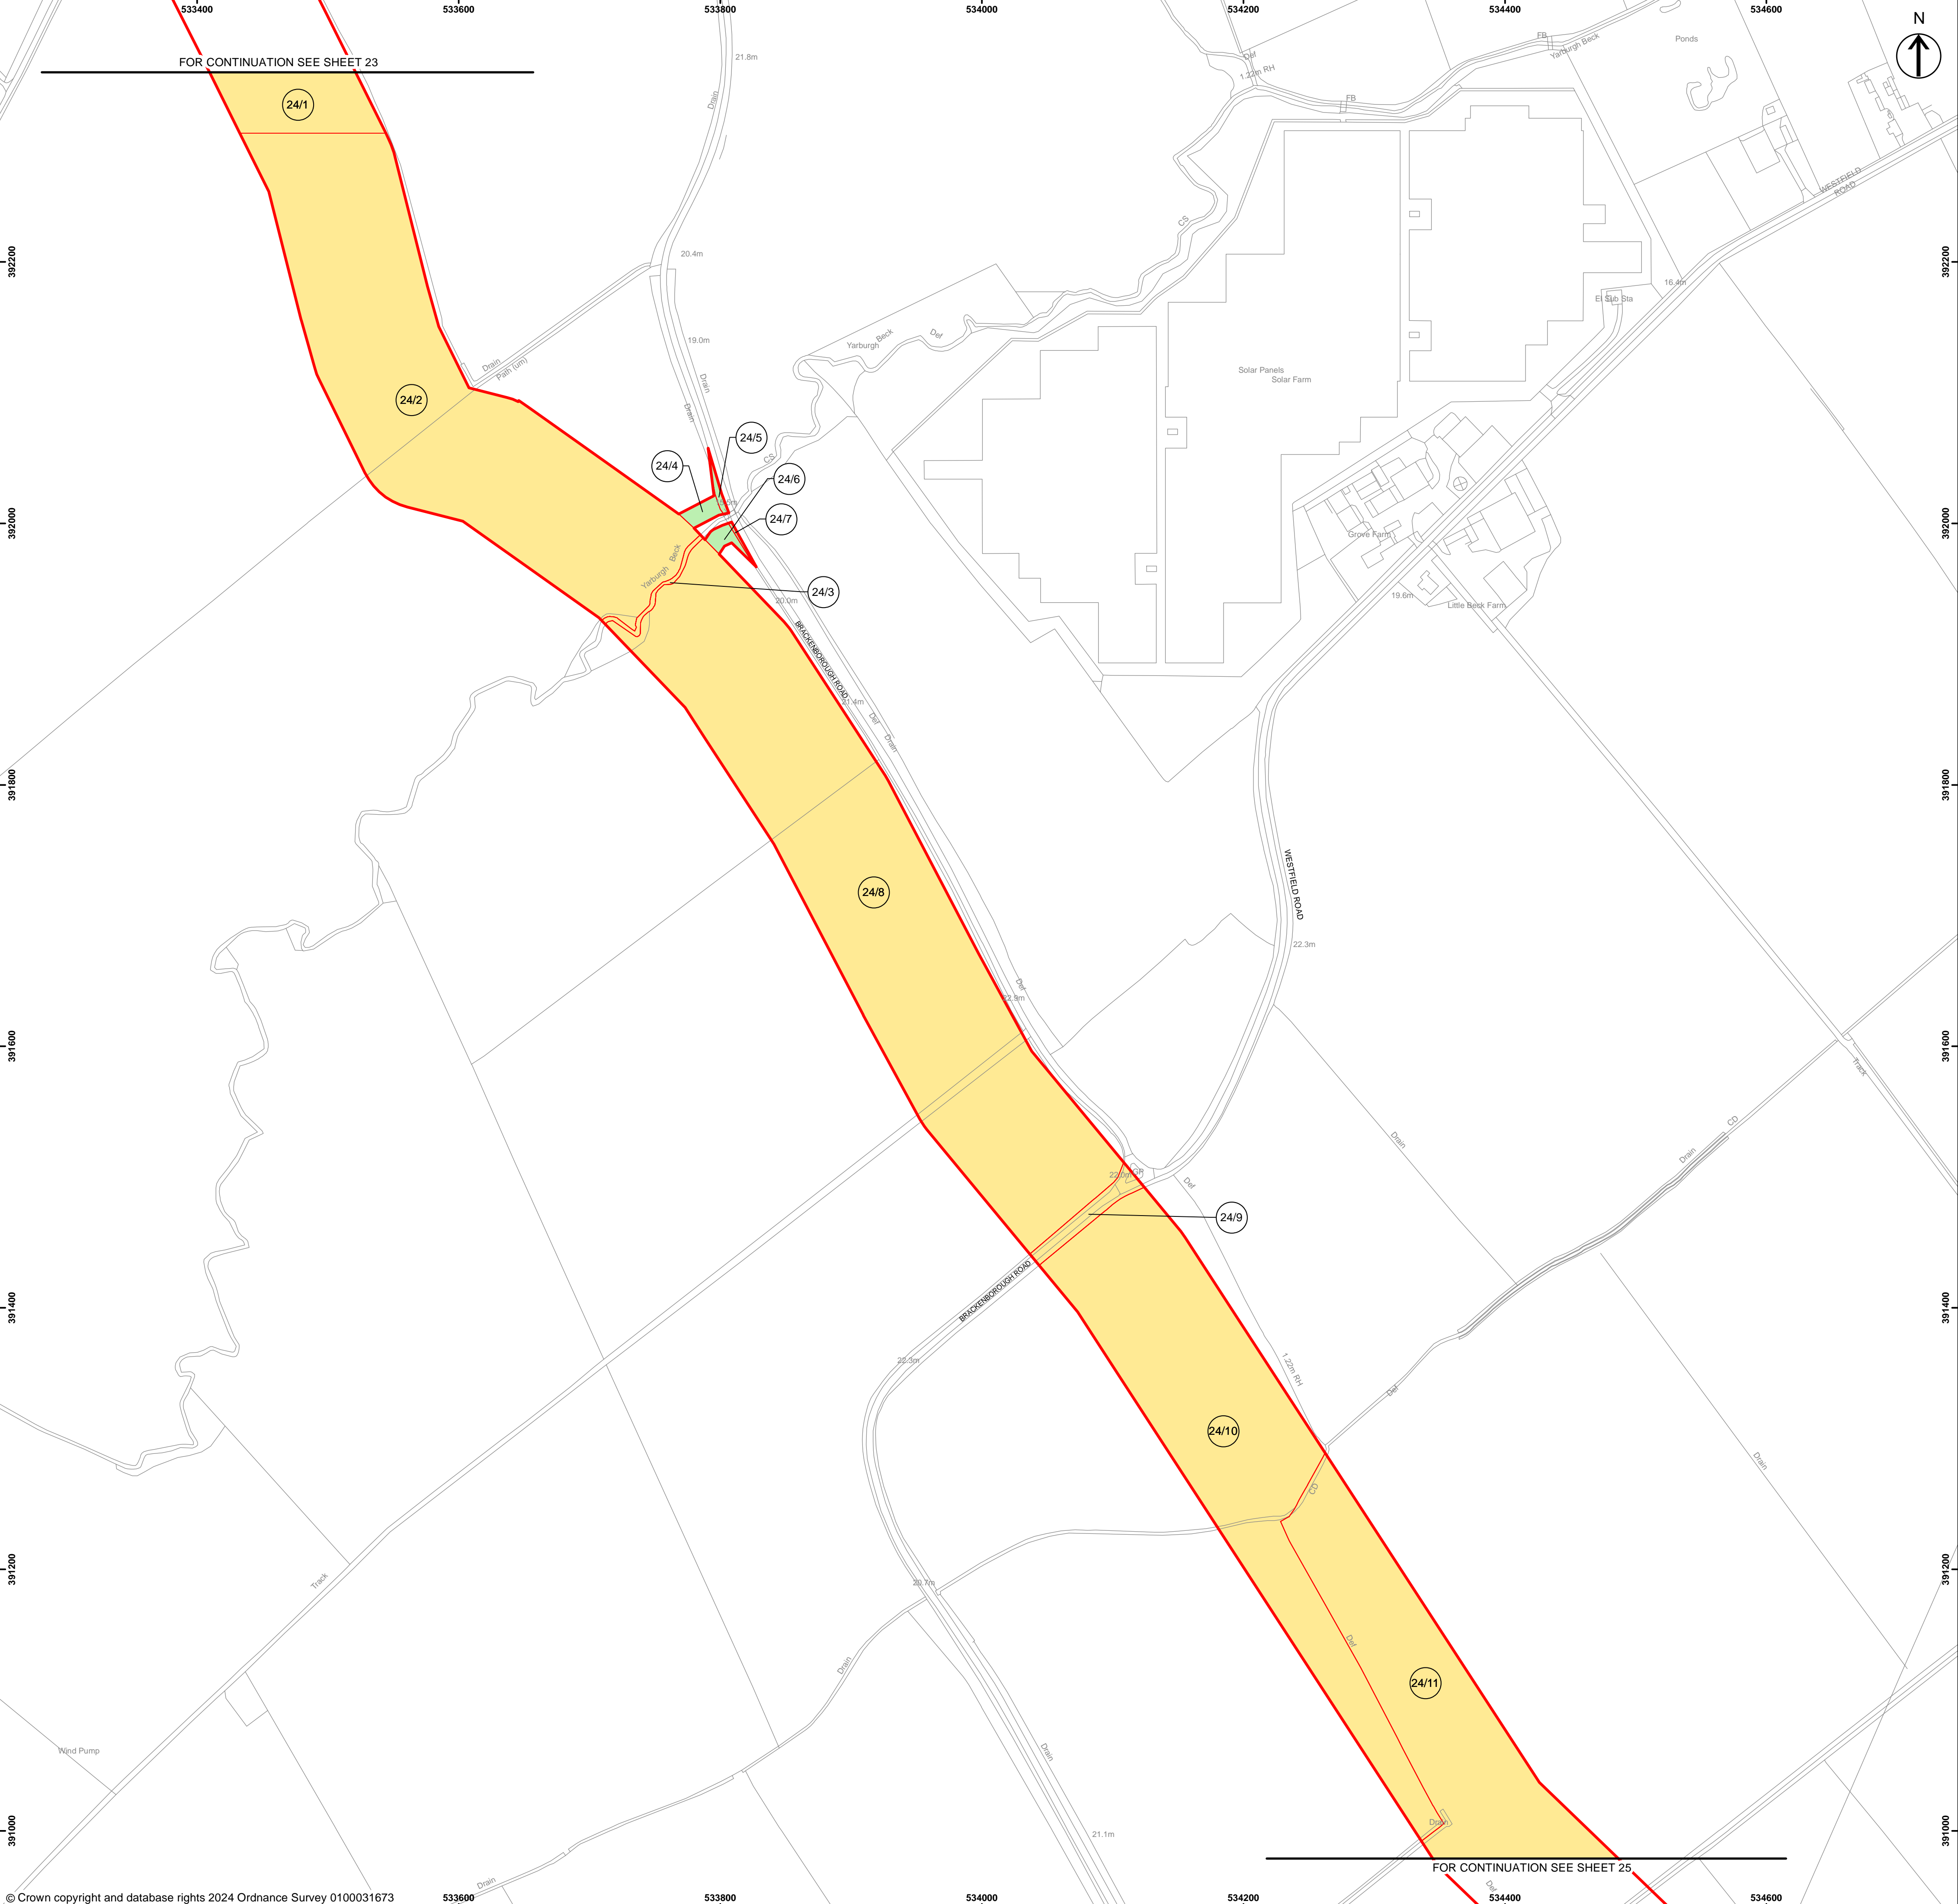 533400
533600
533800
534000
534200
534400
534600
N
FOR CONTINUATION SEE SHEET 23
24/1
21.8m
Drain
Def
1.22m RH
FB
FB
Yarburgh Beck
Ponds
WESTFIELD
ROAD
CS
392200
392200
20.4m
16.4m
El Sub Sta
19.0m
Drain
Path (um)
Drain
Drain
Yarburgh
Beck
Def
Solar Panels
Solar Farm
24/2
24/5
24/4
CS
24/6
24/7
392000
392000
Grove Farm
Yarburgh
Beck
24/3
20.0m
19.6m
Little Beck Farm
BRACKENBOROUGH ROAD
21.4m
Def
Drain
391800
391800
24/8
WESTFIELD ROAD
22.3m
Def
22.9m
391600
391600
Track
CD
Drain
Drain
22.0m
GP
Def
24/9
BRACKENBOROUGH ROAD
391400
391400
22.3m
1.22m RH
Def
24/10
Drain
CD
391200
391200
Track
20.7m
Def
Drain
24/11
Wind Pump
Drain
391000
391000
Drain
21.1m
FOR CONTINUATION SEE SHEET 25
Def
Drain
© Crown copyright and database rights 2024 Ordnance Survey 0100031673
533600
533800
534000
534200
534400
534600